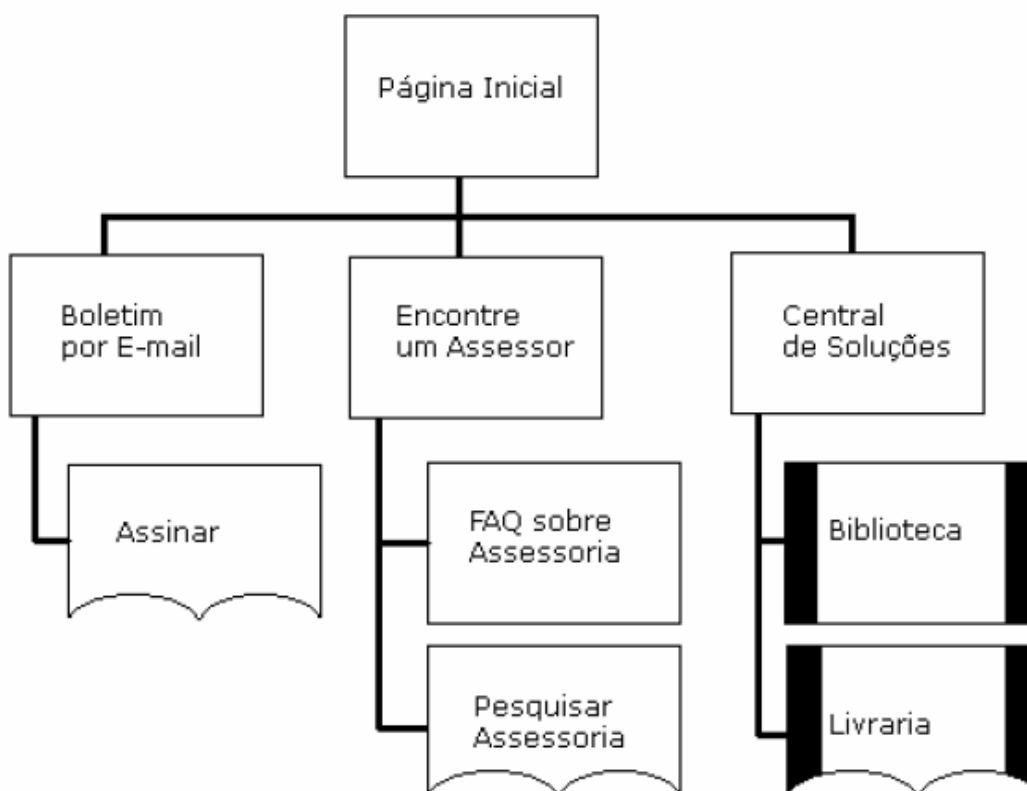 Página Inicial
Boletim
por E-mail
Encontre
um Assessor
Central
de Soluções
Assinar
FAQ sobre
Assessoria
Biblioteca
Pesquisar
Assessoria
Livraria